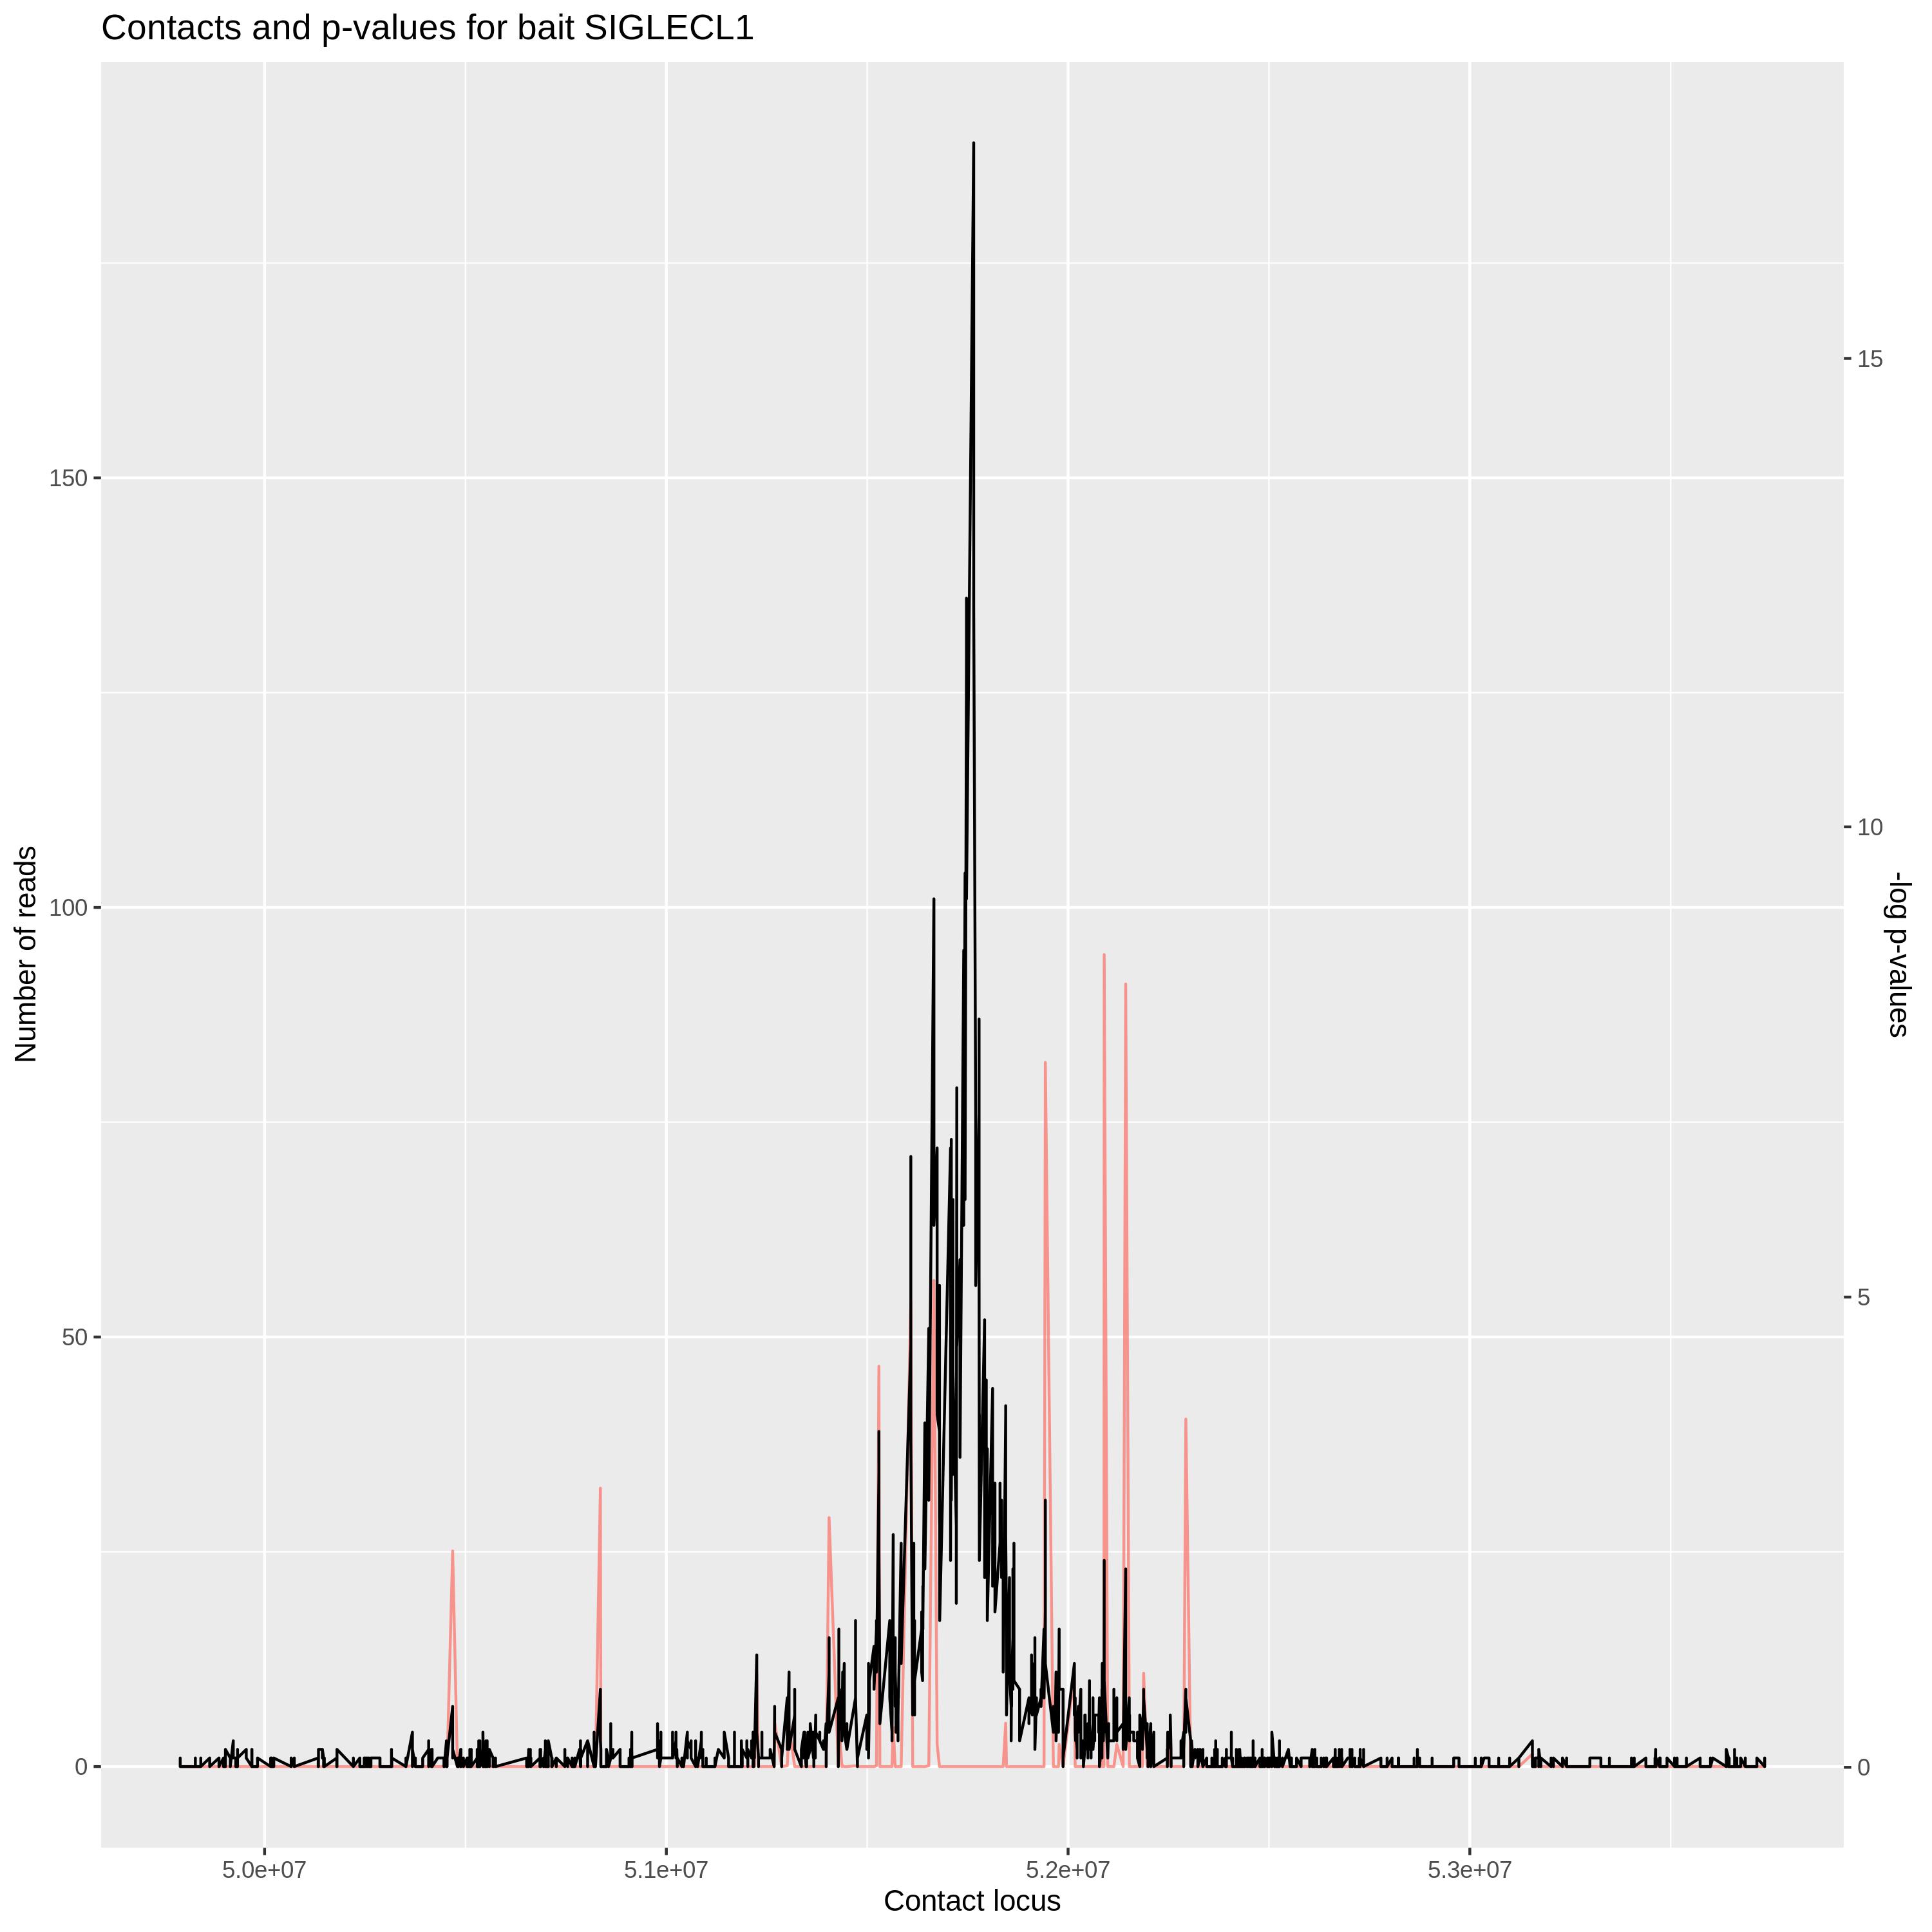 Contacts and p-values for bait SIGLECL1
Number of reads
150
100
50
0
15
10
5
0
-log p-values
5.0e+07
5.1e+07
5.2e+07
5.3e+07
Contact locus